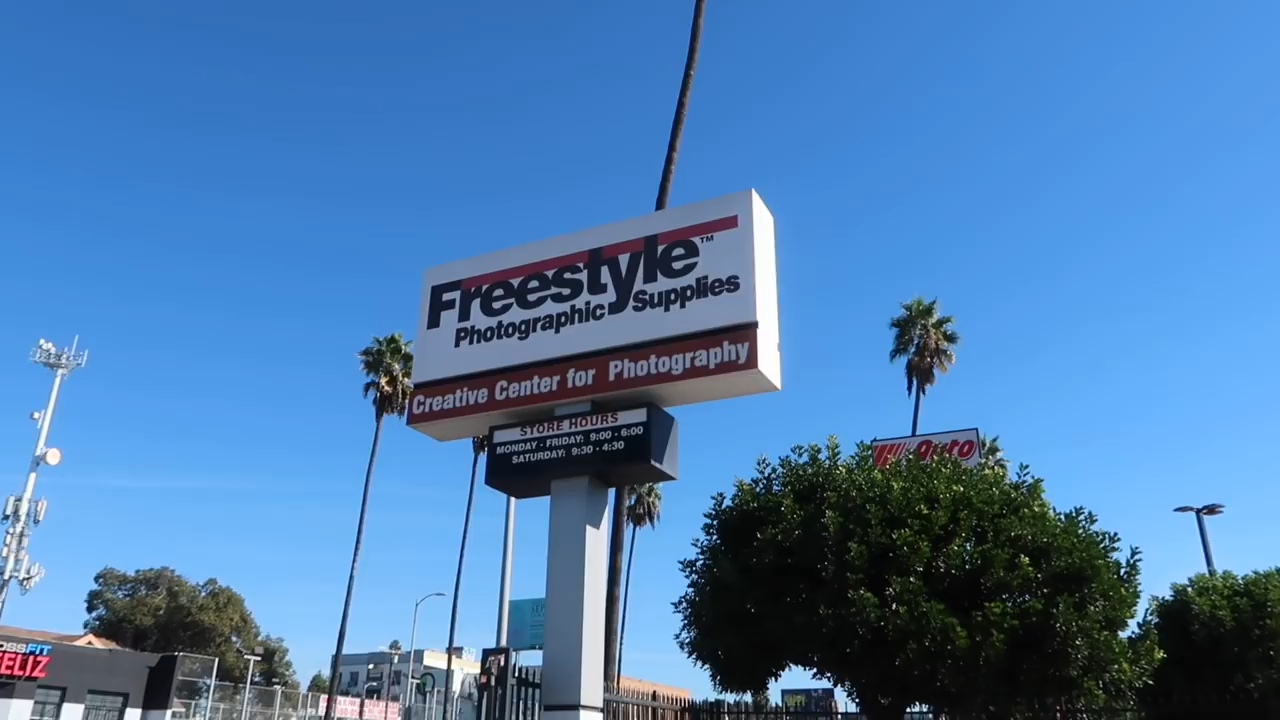 Freestyle™
Photographic Supplies
Creative Center for Photography
STORE HOURS
MONDAY - FRIDAY: 9:00 - 6:00
SATURDAY: 9:30 - 4:30
Auto
FIT
ELIZ